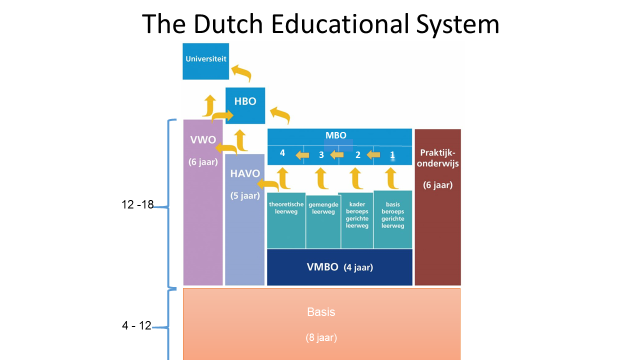 The Dutch Educational System
Universiteit
HBO
MBO
4 3 2 1
VWO
(6 jaar)
HAVO
(5 jaar)
Praktijk-
onderwijs
(6 jaar)
theoretische
leerweg
gemengde
leerweg
kader
beroeps
gerichte
leerweg
basis
beroeps
gerichte
leerweg
VMBO (4 jaar)
12 -18
Basis
(8 jaar)
4 - 12